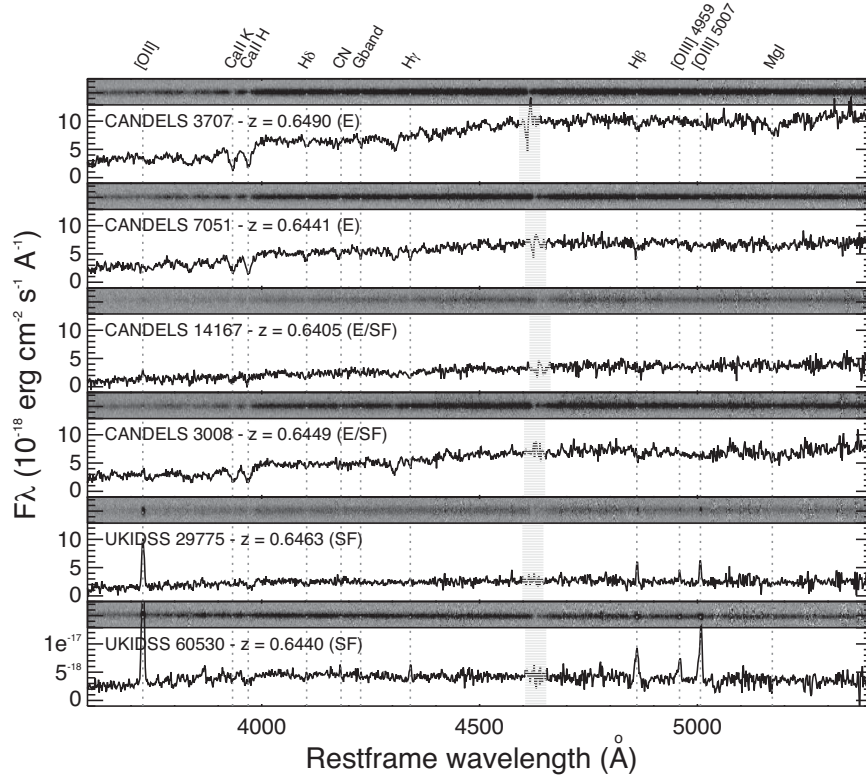 [OII]
CaII K
CaII H
Hδ
CN
Gband
Hγ
Hβ
[OIII] 4959
[OIII] 5007
MgI
CANDELS 3707 - z = 0.6490 (E)
10
5
0
CANDELS 7051 - z = 0.6441 (E)
10
5
0
CANDELS 14167 - z = 0.6405 (E/SF)
10
5
0
CANDELS 3008 - z = 0.6449 (E/SF)
10
5
0
UKIDSS 29775 - z = 0.6463 (SF)
10
5
0
UKIDSS 60530 - z = 0.6440 (SF)
1e⁻¹⁷
5⁻¹⁸
0
Fλ (10⁻¹⁸ erg cm⁻² s⁻¹ A⁻¹)
4000
4500
5000
Restframe wavelength (Å)